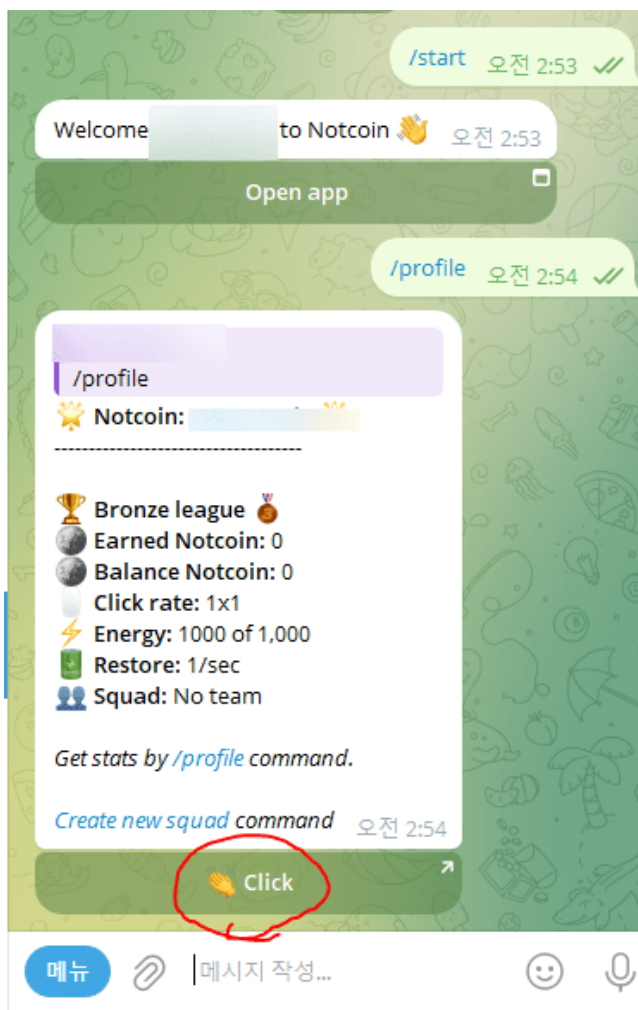 /start 오전 2:53
Welcome to Notcoin 👋 오전 2:53
Open app
/profile 오전 2:54
/profile
🌟 Notcoin: 🌟
------------------------------------
🏆 Bronze league 🥉
🌑 Earned Notcoin: 0
🌑 Balance Notcoin: 0
Click rate: 1x1
⚡ Energy: 1000 of 1,000
🔋 Restore: 1/sec
👥 Squad: No team
Get stats by /profile command.
Create new squad command 오전 2:54
👏 Click
메뉴 메시지 작성...